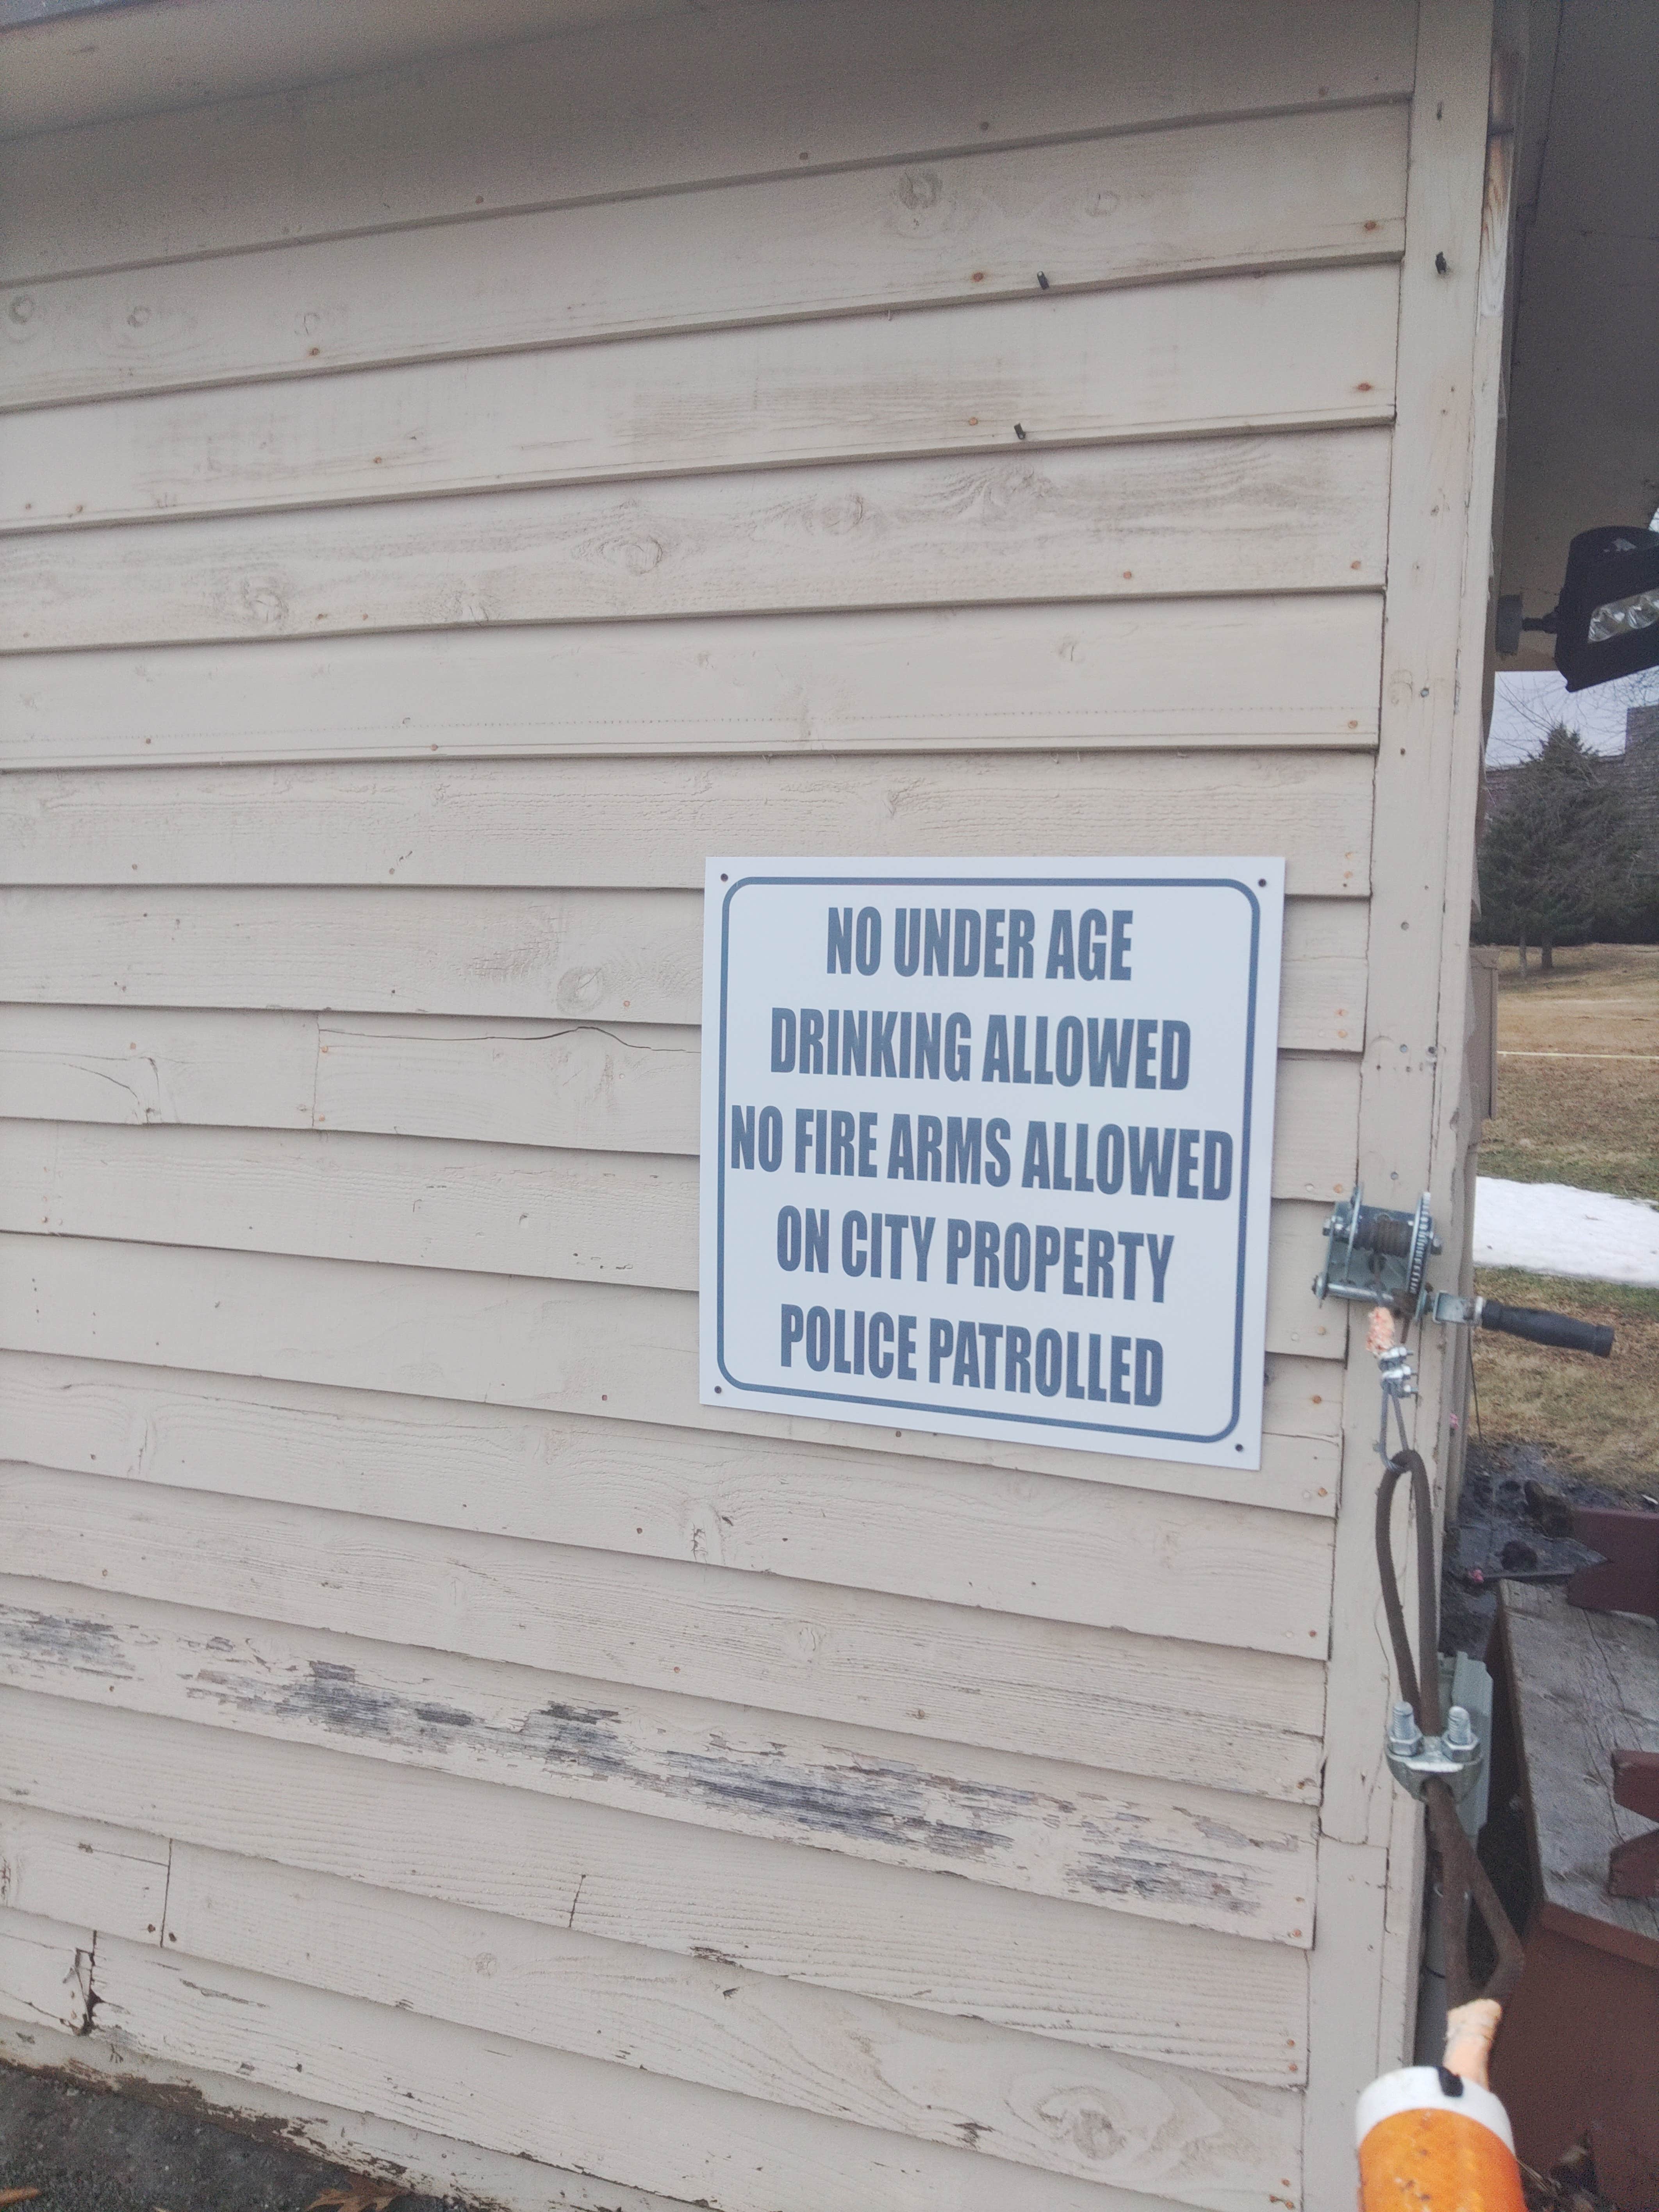 NO UNDER AGE
DRINKING ALLOWED
NO FIRE ARMS ALLOWED
ON CITY PROPERTY
POLICE PATROLLED